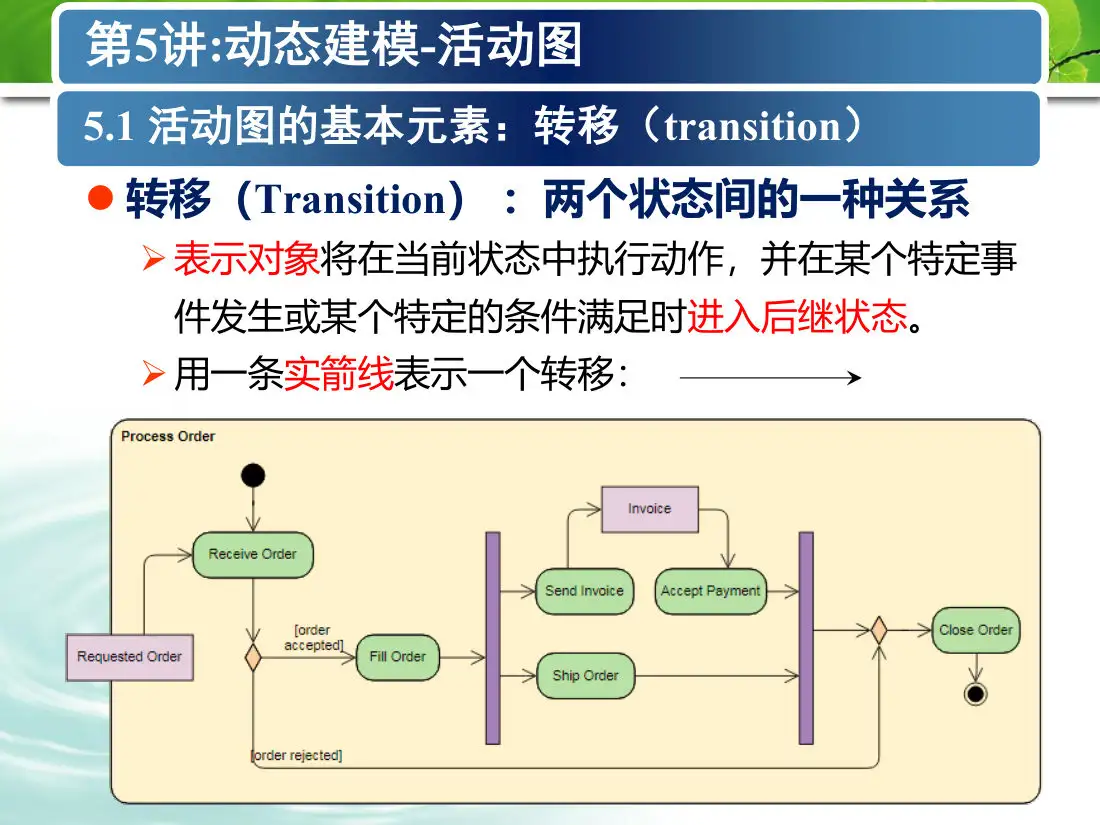 第5讲:动态建模-活动图
5.1 活动图的基本元素：转移（transition）
转移（Transition）：两个状态间的一种关系
表示对象将在当前状态中执行动作，并在某个特定事
件发生或某个特定的条件满足时进入后继状态。
用一条实箭线表示一个转移：
Process Order
Invoice
Receive Order
Send Invoice
Accept Payment
[order
accepted]
Requested Order
Fill Order
Close Order
Ship Order
[order rejected]